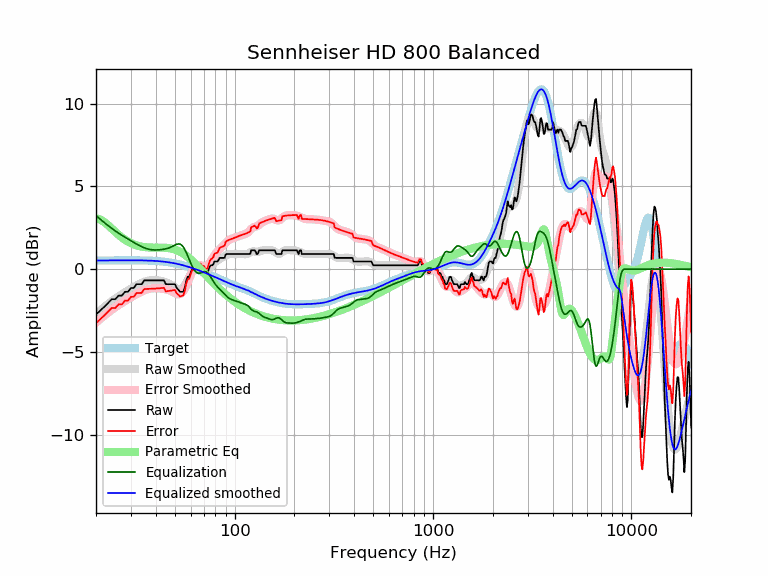 Sennheiser HD 800 Balanced
Amplitude (dBr)
10
5
0
−5
−10
Target
Raw Smoothed
Error Smoothed
Raw
Error
Parametric Eq
Equalization
Equalized smoothed
100 1000 10000
Frequency (Hz)